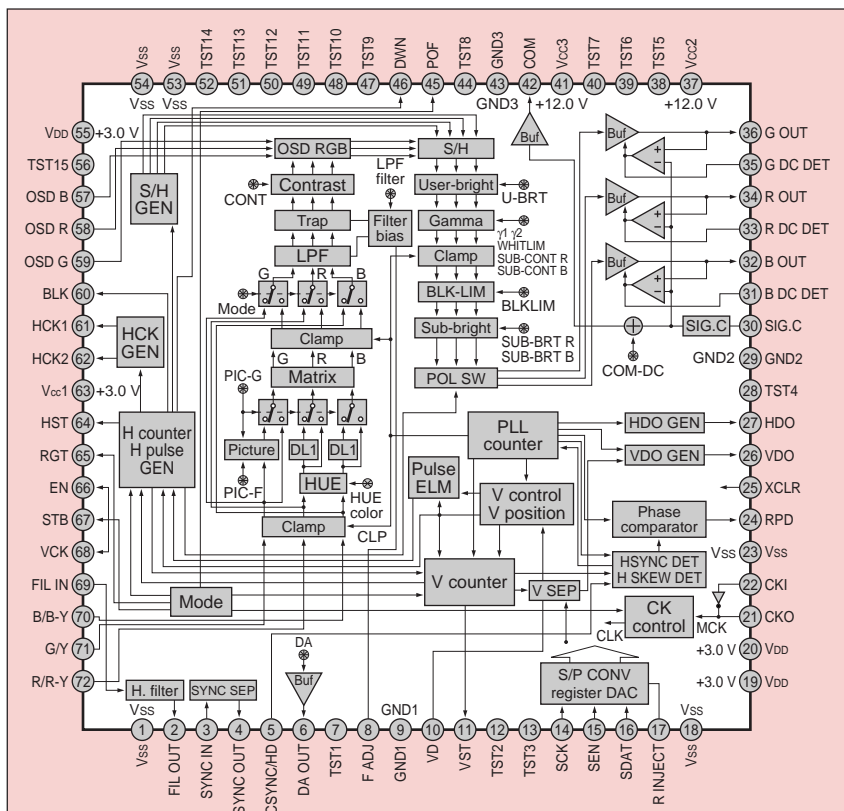 Vss
Vss
TST14
TST13
TST12
TST11
TST10
TST9
DWN
POF
TST8
GND3
COM
Vcc3
TST7
TST6
TST5
Vcc2
54
53
52
51
50
49
48
47
46
45
44
43
42
41
40
39
38
37
Vss
Vss
GND3
+12.0 V
+12.0 V
VDD
55
+3.0 V
TST15
56
OSD B
57
OSD R
58
OSD G
59
BLK
60
HCK1
61
HCK2
62
Vcc1
63
+3.0 V
HST
64
RGT
65
EN
66
STB
67
VCK
68
FIL IN
69
B/B-Y
70
G/Y
71
R/R-Y
72
S/H
GEN
HCK
GEN
H counter
H pulse
GEN
Mode
OSD RGB
S/H
LPF
filter
Contrast
CONT
Trap
Filter
bias
LPF
G
R
B
Mode
Clamp
G
R
B
Matrix
PIC-G
Picture
DL1
DL1
PIC-F
HUE
HUE
color
Clamp
CLP
User-bright
U-BRT
Gamma
γ1 γ2
WHITLIM
SUB-CONT R
SUB-CONT B
Clamp
BLK-LIM
BLKLIM
Sub-bright
SUB-BRT R
SUB-BRT B
POL SW
Buf
Buf
+
−
Buf
+
−
Buf
+
−
SIG.C
COM-DC
36
G OUT
35
G DC DET
34
R OUT
33
R DC DET
32
B OUT
31
B DC DET
30
SIG.C
GND2
29
GND2
28
TST4
27
HDO
26
VDO
25
XCLR
24
RPD
Vss
23
Vss
22
CKI
21
CKO
+3.0 V
20
VDD
+3.0 V
19
VDD
PLL
counter
HDO GEN
VDO GEN
Pulse
ELM
V control
V position
Phase
comparator
HSYNC DET
H SKEW DET
V counter
V SEP
CK
control
MCK
CLK
S/P CONV
register DAC
DA
Buf
H. filter
SYNC SEP
Vss
GND1
Vss
1
2
3
4
5
6
7
8
9
10
11
12
13
14
15
16
17
18
Vss
FIL OUT
SYNC IN
SYNC OUT
CSYNC/HD
DA OUT
TST1
F ADJ
GND1
VD
VST
TST2
TST3
SCK
SEN
SDAT
R INJECT
Vss